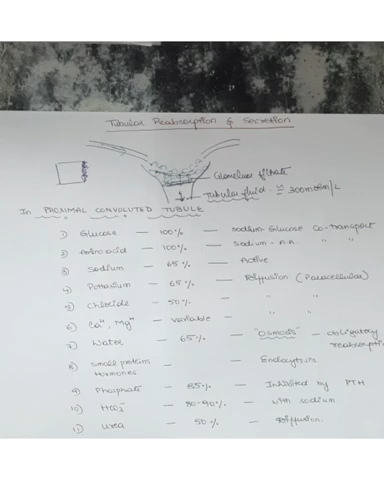 Tubular Reabsorption & Secretion
Glomerular filtrate
Tubular fluid ≅ 300mosm/L
In PROXIMAL CONVOLUTED TUBULE
1) Glucose — 100% — Sodium Glucose Co-transport
2) Amino acid — 100% — Sodium - A.A. " "
3) Sodium — 65% — Active
4) Potassium — 65% — Diffusion (Paracellular)
5) Chloride — 50% — " "
6) Ca++, Mg++ — variable — " "
7) Water — 65% — "Osmosis" — obligatory reabsorpti
8) Small proteins — Endocytosis
Hormones
9) Phosphate — 85% — Inhibited by PTH
10) HCO3- — 80-90% — with sodium
11) Urea — 50% — Diffusion.